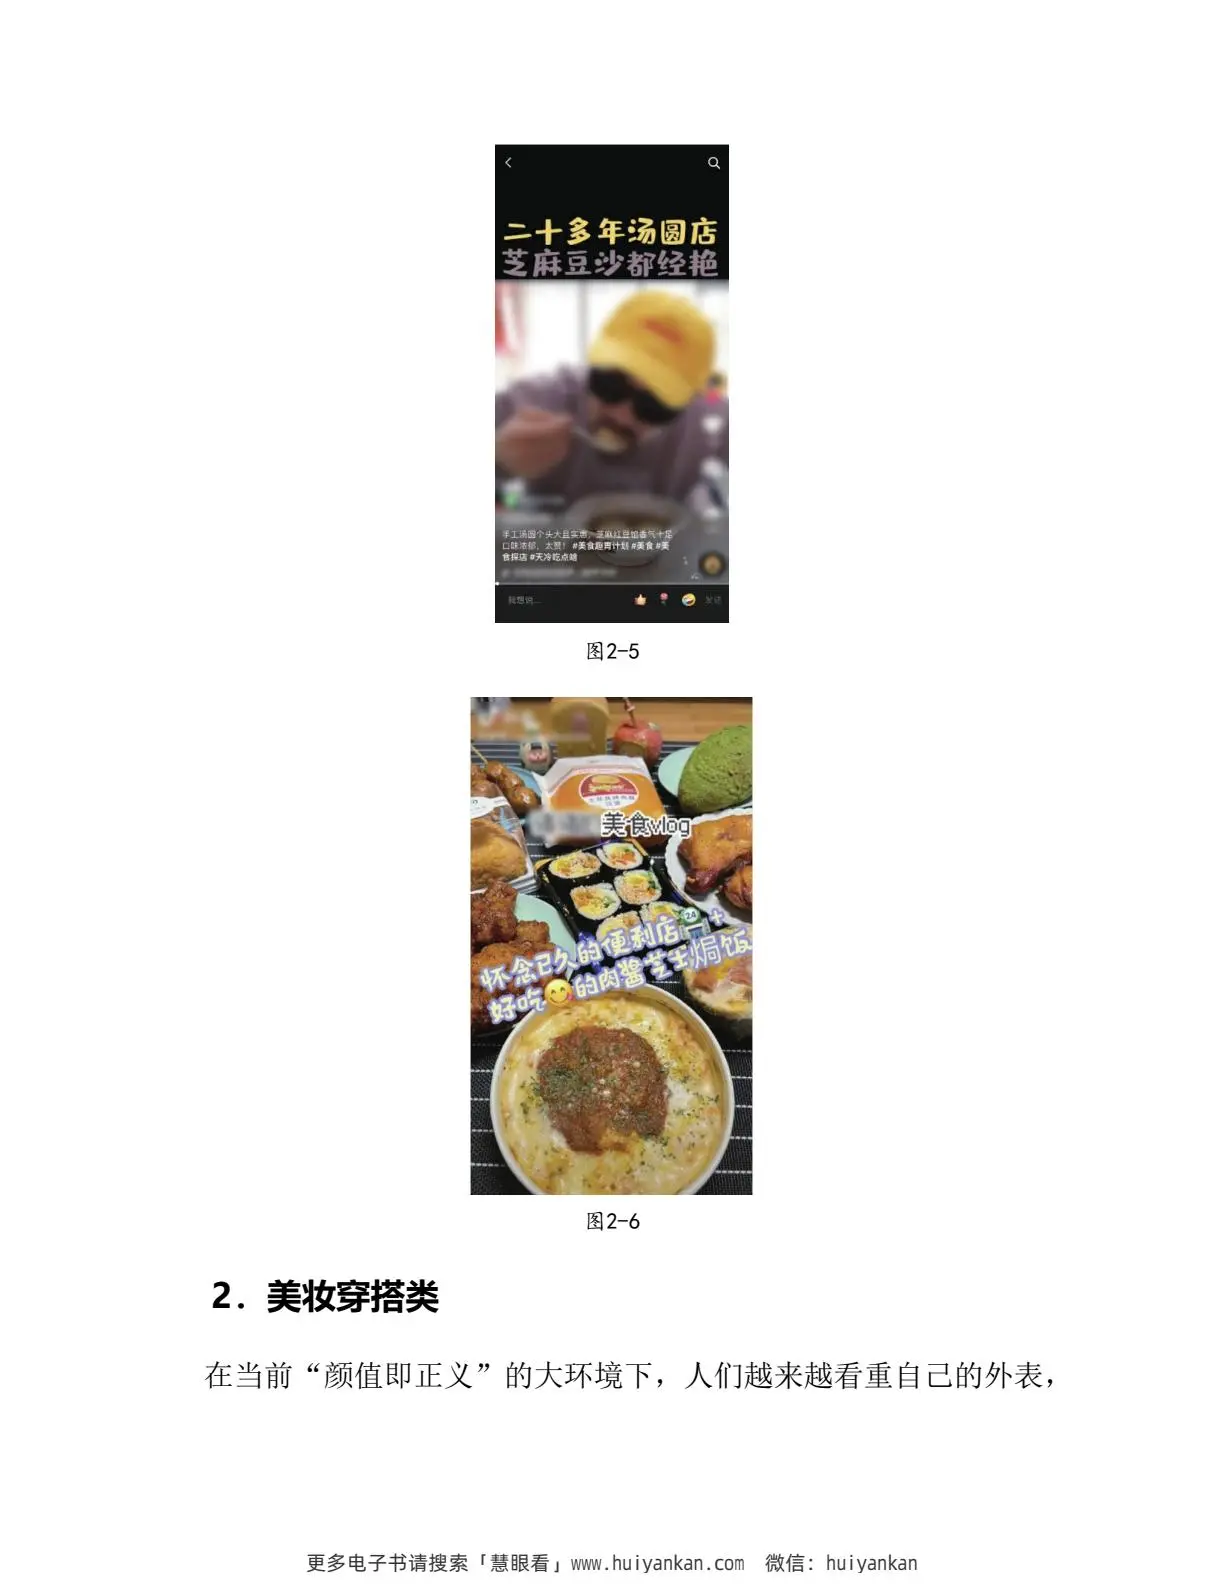 二十多年汤圆店
芝麻豆沙都经艳
手工汤圆个头大且实惠，芝麻红豆馅香气十足
口味浓郁，太赞！ #美食趣胃计划 #美食 #美
食探店 #天冷吃点啥
我想说...
发送
图2-5
美食vlog
怀念已久的便利店24+
好吃😋的肉酱芝士焗饭
图2-6
2．美妆穿搭类
在当前“颜值即正义”的大环境下，人们越来越看重自己的外表，
更多电子书请搜索「慧眼看」www.huiyankan.com 微信：huiyankan